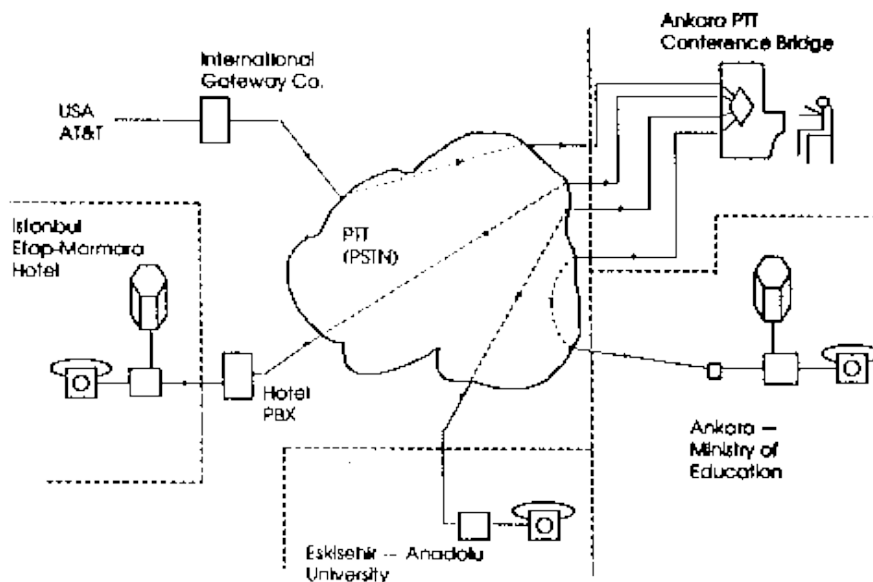 Ankara PTT
Conference Bridge
International
Gateway Co.
USA
AT&T
Istanbul
Etap-Marmara
Hotel
PTT
(PSTN)
Hotel
PBX
Ankara —
Ministry of
Education
Eskisehir — Anadolu
University